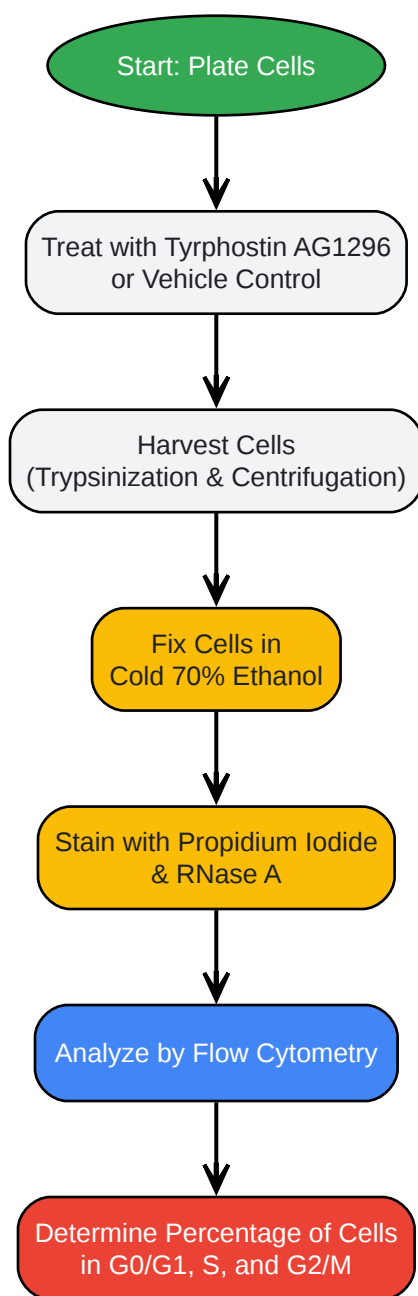 Start: Plate Cells
Treat with Tyrphostin AG1296
or Vehicle Control
Harvest Cells
(Trypsinization & Centrifugation)
Fix Cells in
Cold 70% Ethanol
Stain with Propidium Iodide
& RNase A
Analyze by Flow Cytometry
Determine Percentage of Cells
in G0/G1, S, and G2/M